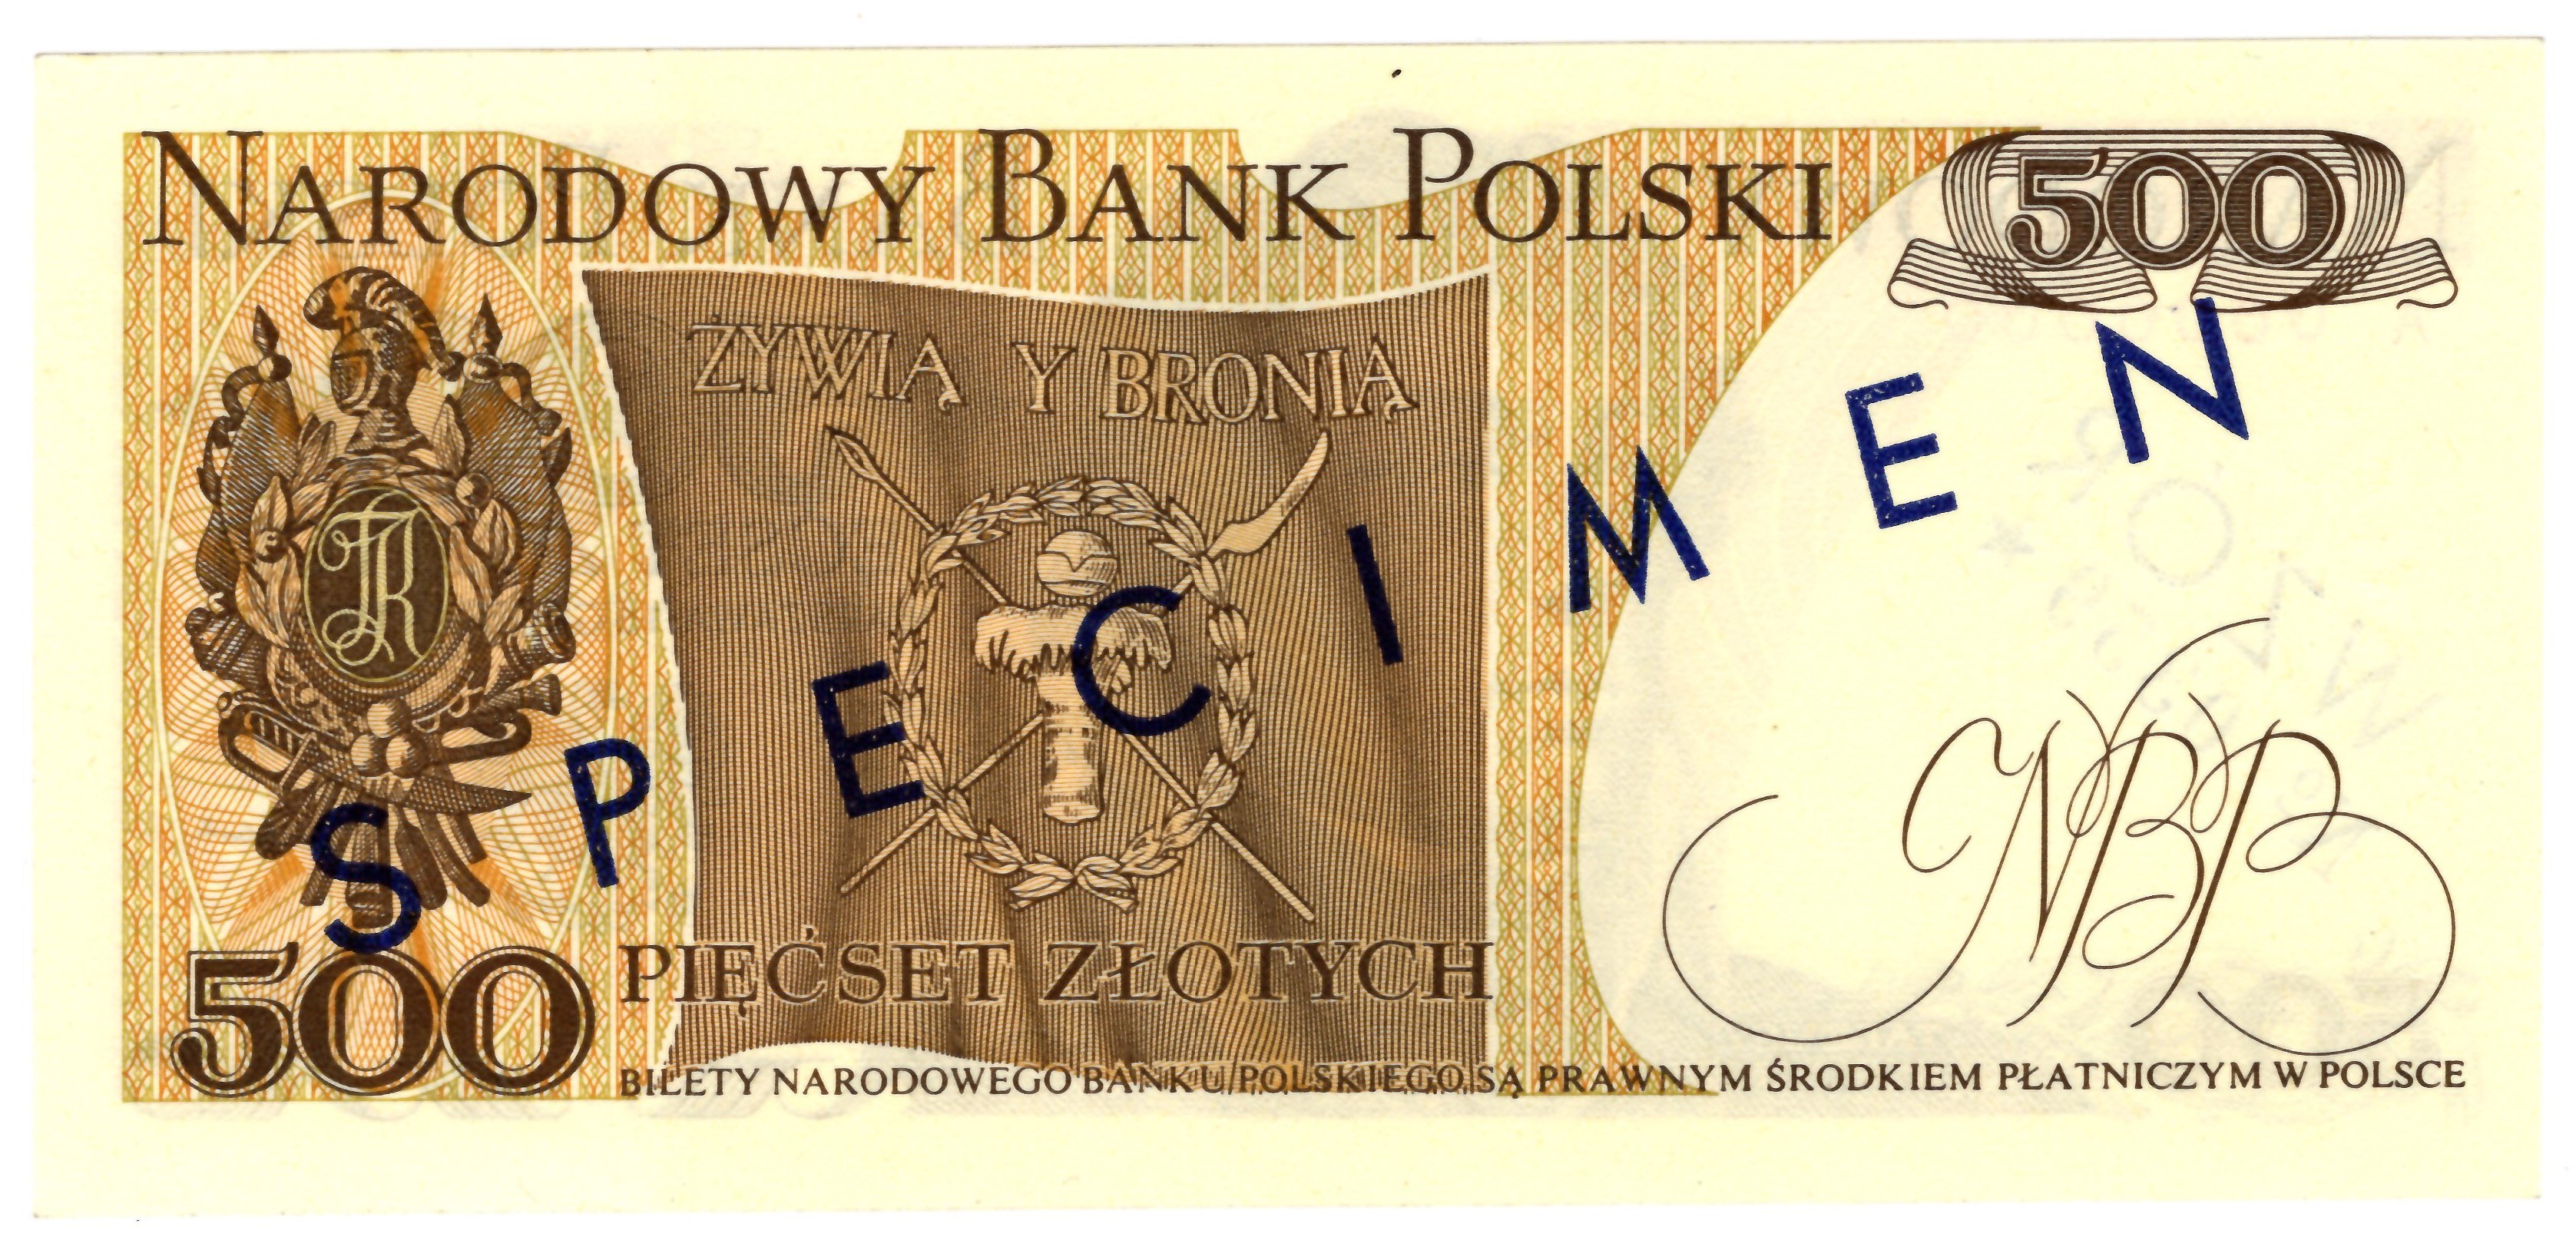 NARODOWY BANK POLSKI
500
ŻYWIĄ Y BRONIĄ
TK
SPECIMEN
NBP
500
PIĘĆSET ZŁOTYCH
BILETY NARODOWEGO BANKU POLSKIEGO SĄ PRAWNYM ŚRODKIEM PŁATNICZYM W POLSCE